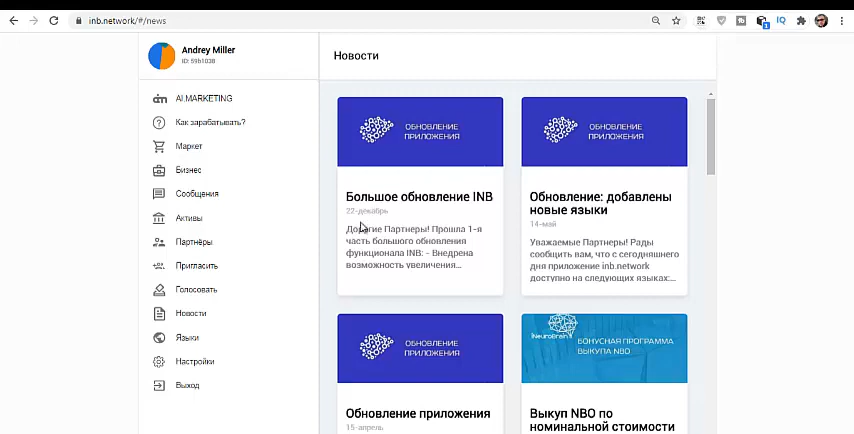 inb.network/#/news
Andrey Miller
ID: 59b1038
Новости
AI.MARKETING
Как зарабатывать?
Маркет
Бизнес
Сообщения
Активы
Партнёры
Пригласить
Голосовать
Новости
Языки
Настройки
Выход
ОБНОВЛЕНИЕ
ПРИЛОЖЕНИЯ
Большое обновление INB
22-декабрь
Дорогие Партнеры! Прошла 1-я
часть большого обновления
функционала INB: - Внедрена
возможность увеличения...
ОБНОВЛЕНИЕ
ПРИЛОЖЕНИЯ
Обновление: добавлены
новые языки
14-май
Уважаемые Партнеры! Рады
сообщить вам, что с сегодняшнего
дня приложение inb.network
доступно на следующих языках:...
ОБНОВЛЕНИЕ
ПРИЛОЖЕНИЯ
Обновление приложения
15-апрель
NeuroBrain
БОНУСНАЯ ПРОГРАММА
ВЫКУПА NBO
Выкуп NBO по
номинальной стоимости